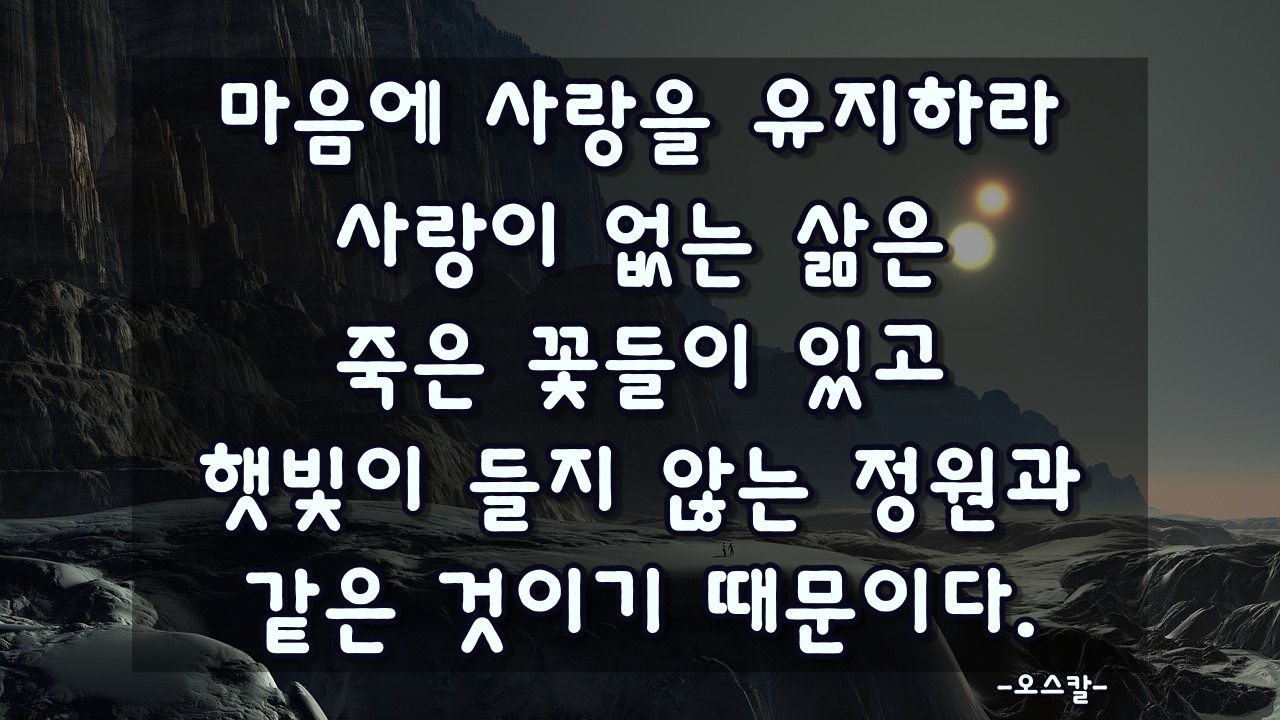 마음에 사랑을 유지하라
사랑이 없는 삶은
죽은 꽃들이 있고
햇빛이 들지 않는 정원과
같은 것이기 때문이다.
-오스칼-